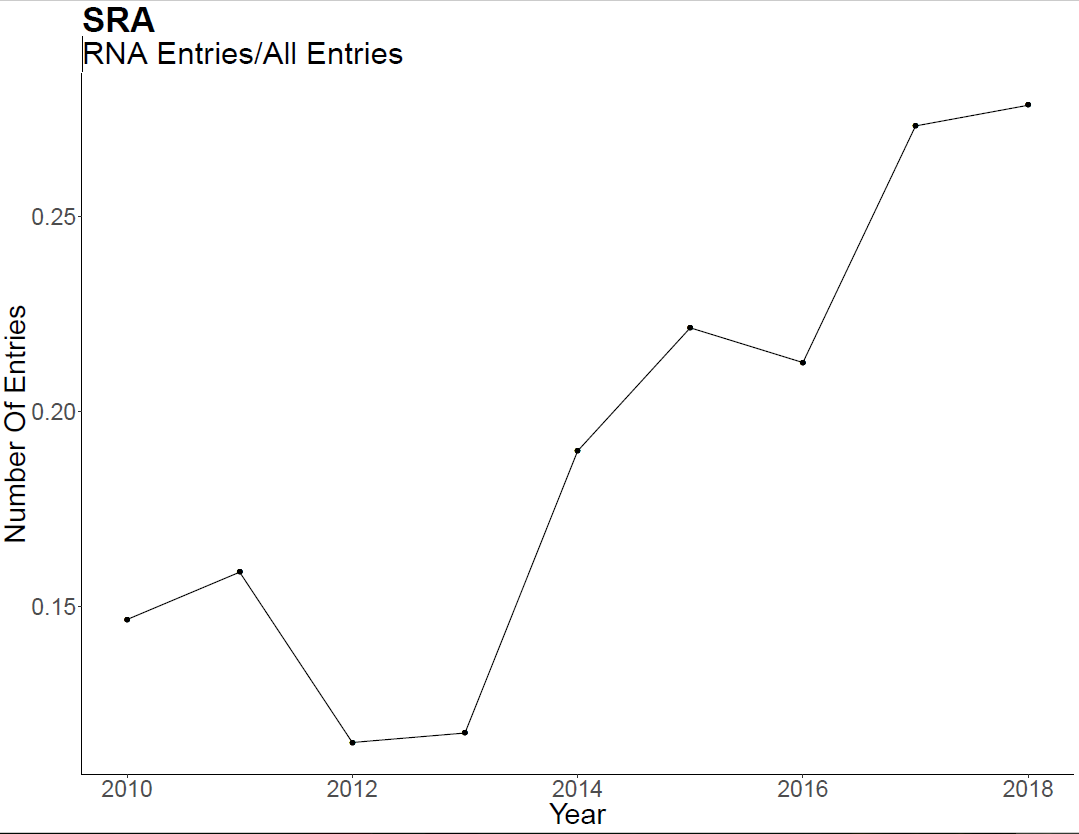 SRA
RNA Entries/All Entries
Number Of Entries
0.25
0.20
0.15
2010 2012 2014 2016 2018
Year